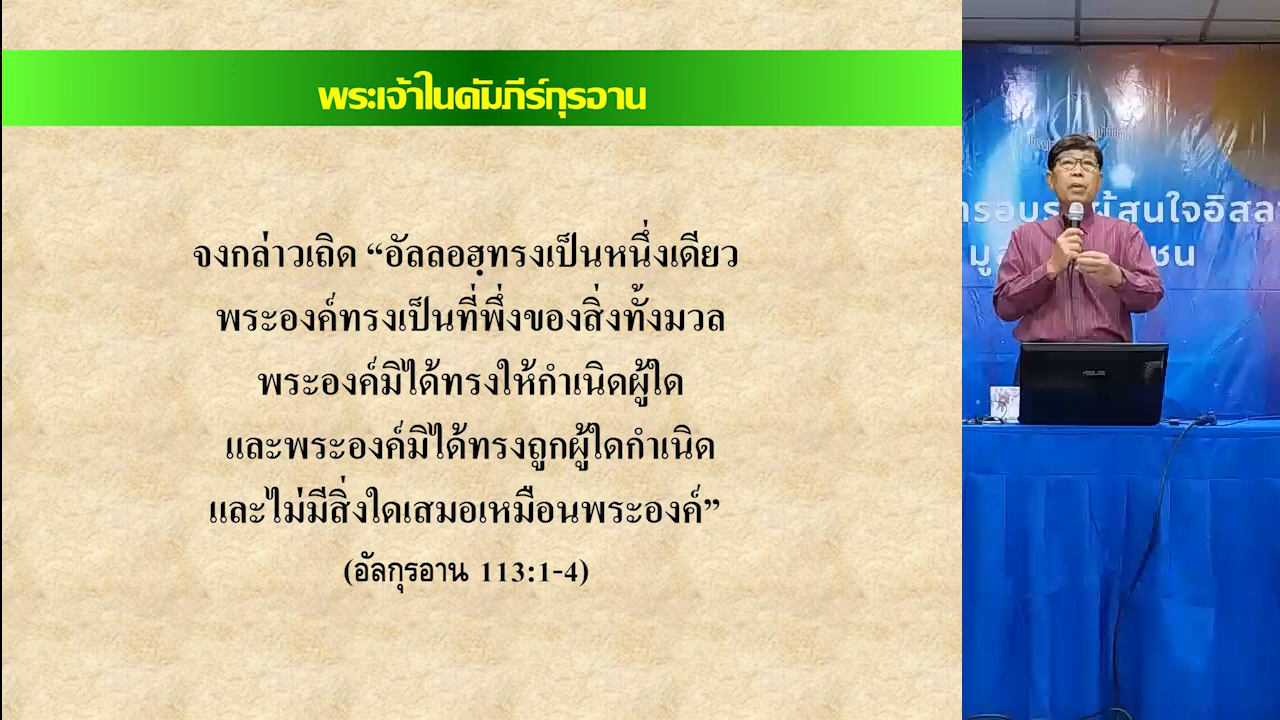 พระเจ้าในคัมภีร์กุรอาน
จงกล่าวเถิด “อัลลอฮฺทรงเป็นหนึ่งเดียว
พระองค์ทรงเป็นที่พึ่งของสิ่งทั้งมวล
พระองค์มิได้ทรงให้กำเนิดผู้ใด
และพระองค์มิได้ทรงถูกผู้ใดกำเนิด
และไม่มีสิ่งใดเสมอเหมือนพระองค์”
(อัลกุรอาน 113:1-4)
ผู้สนใจอิสล
ASUS